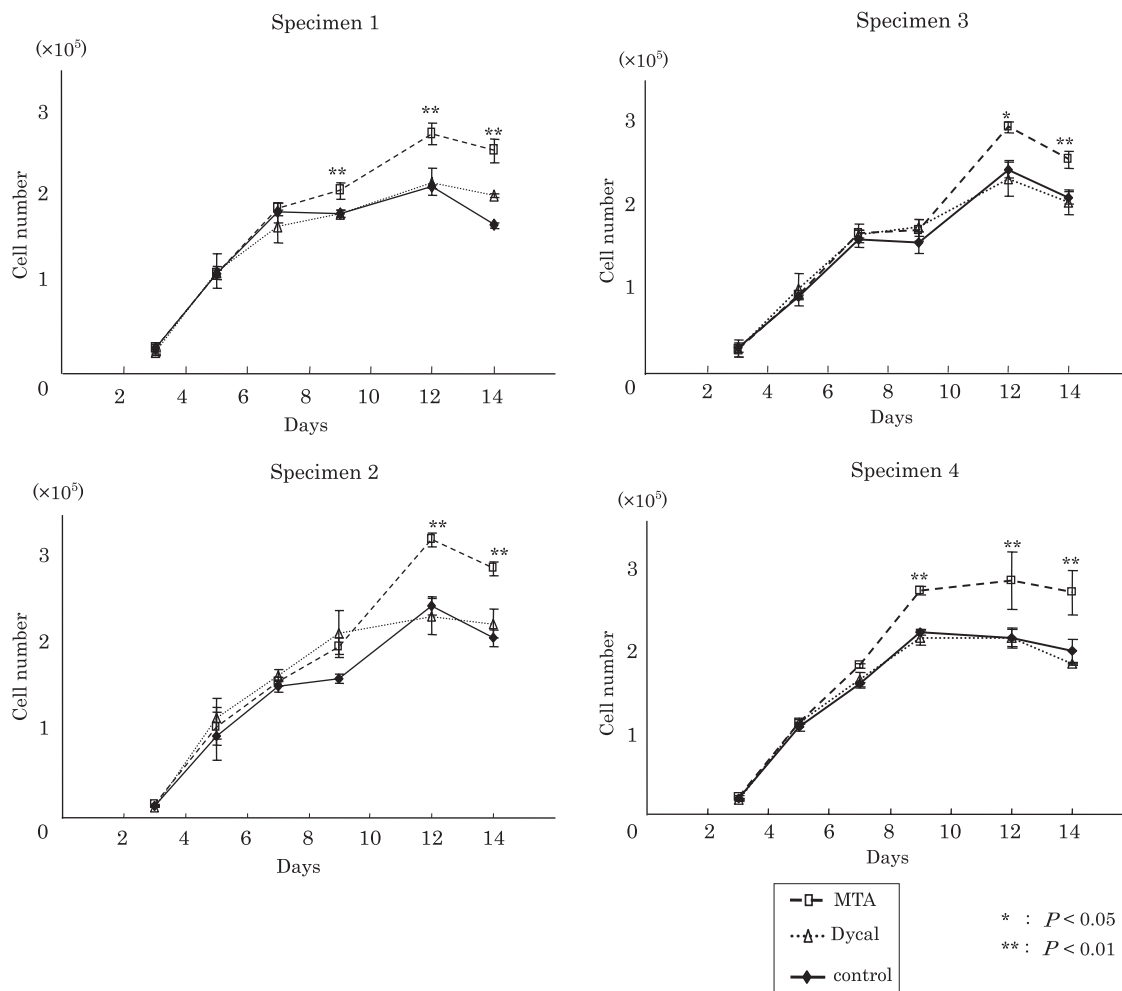 Specimen 1
(×10⁵)
3
2
1
0
Cell number
**
**
**
2 4 6 8 10 12 14
Days
Specimen 3
(×10⁵)
3
2
1
0
Cell number
*
**
2 4 6 8 10 12 14
Days
Specimen 2
(×10⁵)
3
2
1
0
Cell number
**
**
2 4 6 8 10 12 14
Days
Specimen 4
(×10⁵)
3
2
1
0
Cell number
**
**
**
2 4 6 8 10 12 14
Days
MTA
Dycal
control
* : P < 0.05
** : P < 0.01